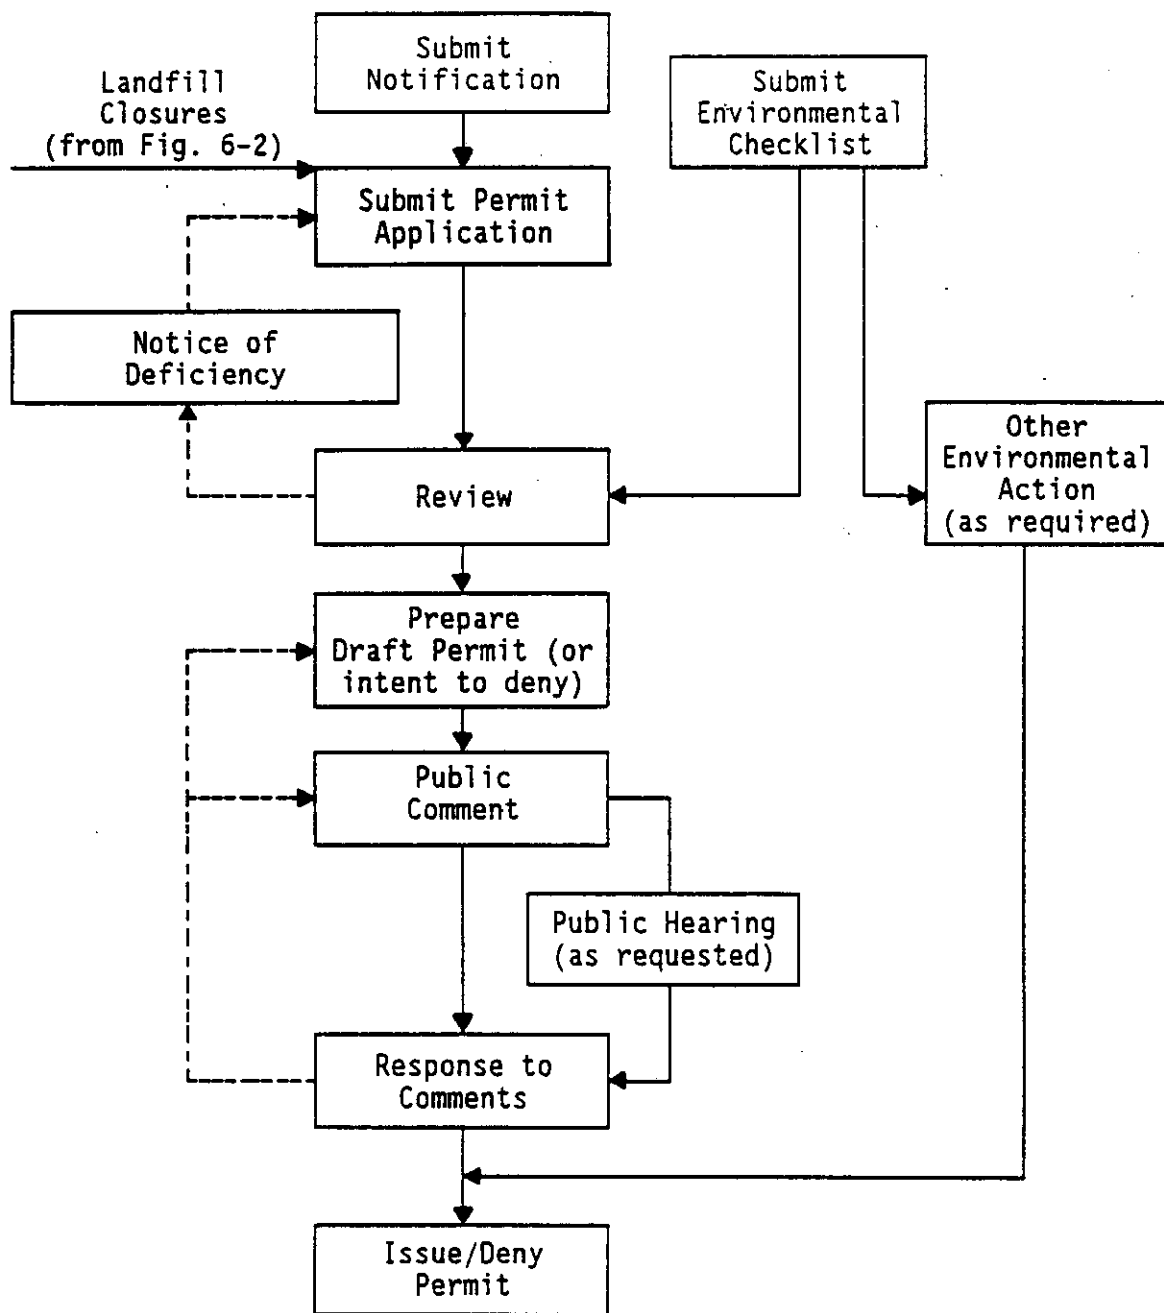 Submit
Notification
Landfill
Closures
(from Fig. 6-2)
Submit
Environmental
Checklist
Submit Permit
Application
Notice of
Deficiency
Other
Environmental
Action
(as required)
Review
Prepare
Draft Permit (or
intent to deny)
Public
Comment
Public Hearing
(as requested)
Response to
Comments
Issue/Deny
Permit